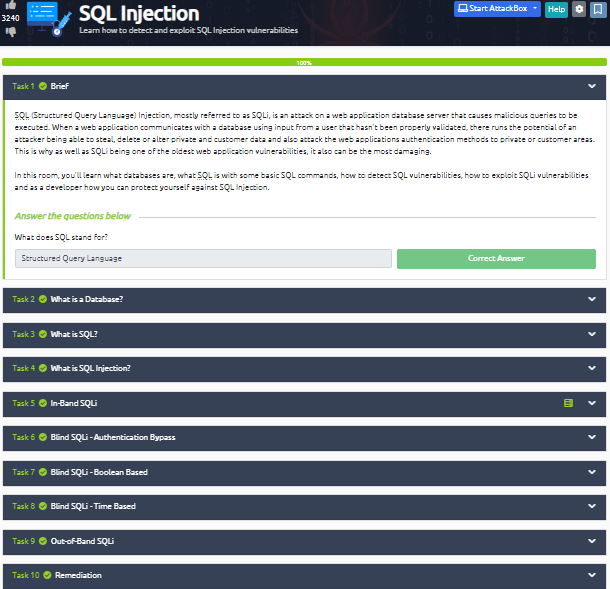 3240
SQL Injection
Learn how to detect and exploit SQL Injection vulnerabilities
Start AttackBox
Help
100%
Task 1 Brief
SQL (Structured Query Language) Injection, mostly referred to as SQLi, is an attack on a web application database server that causes malicious queries to be
executed. When a web application communicates with a database using input from a user that hasn't been properly validated, there runs the potential of an
attacker being able to steal, delete or alter private and customer data and also attack the web applications authentication methods to private or customer areas.
This is why as well as SQLi being one of the oldest web application vulnerabilities, it also can be the most damaging.
In this room, you'll learn what databases are, what SQL is with some basic SQL commands, how to detect SQL vulnerabilities, how to exploit SQLi vulnerabilities
and as a developer how you can protect yourself against SQL Injection.
Answer the questions below
What does SQL stand for?
Structured Query Language
Correct Answer
Task 2 What is a Database?
Task 3 What is SQL?
Task 4 What is SQL Injection?
Task 5 In-Band SQLi
Task 6 Blind SQLi - Authentication Bypass
Task 7 Blind SQLi - Boolean Based
Task 8 Blind SQLi - Time Based
Task 9 Out-of-Band SQLi
Task 10 Remediation